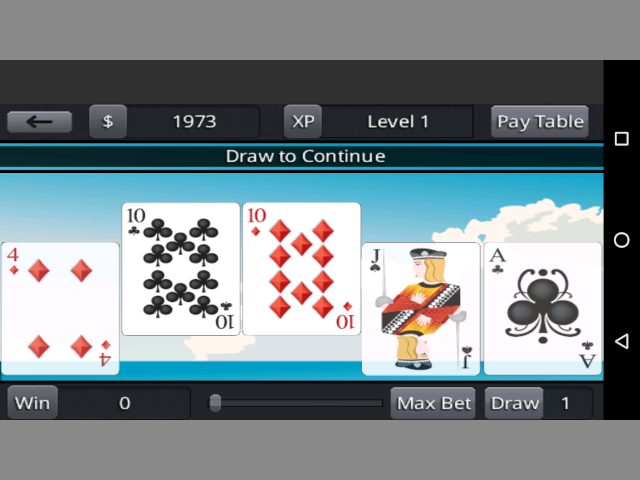 $ 1973 XP Level 1 Pay Table
Draw to Continue
4 10 10 J A
4 10 10 J A
Win 0 Max Bet Draw 1